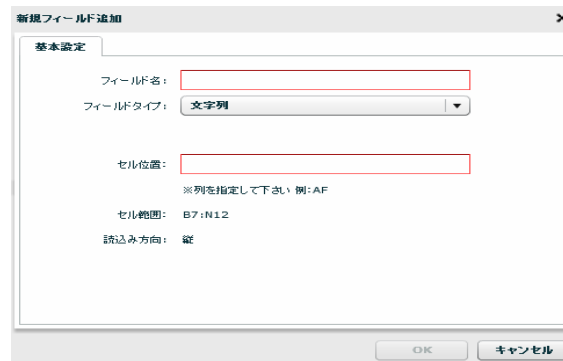 新規フィールド追加
基本設定
フィールド名:
フィールドタイプ: 文字列
セル位置:
※列を指定して下さい 例:AF
セル範囲: B7:N12
読込み方向: 縦
OK キャンセル